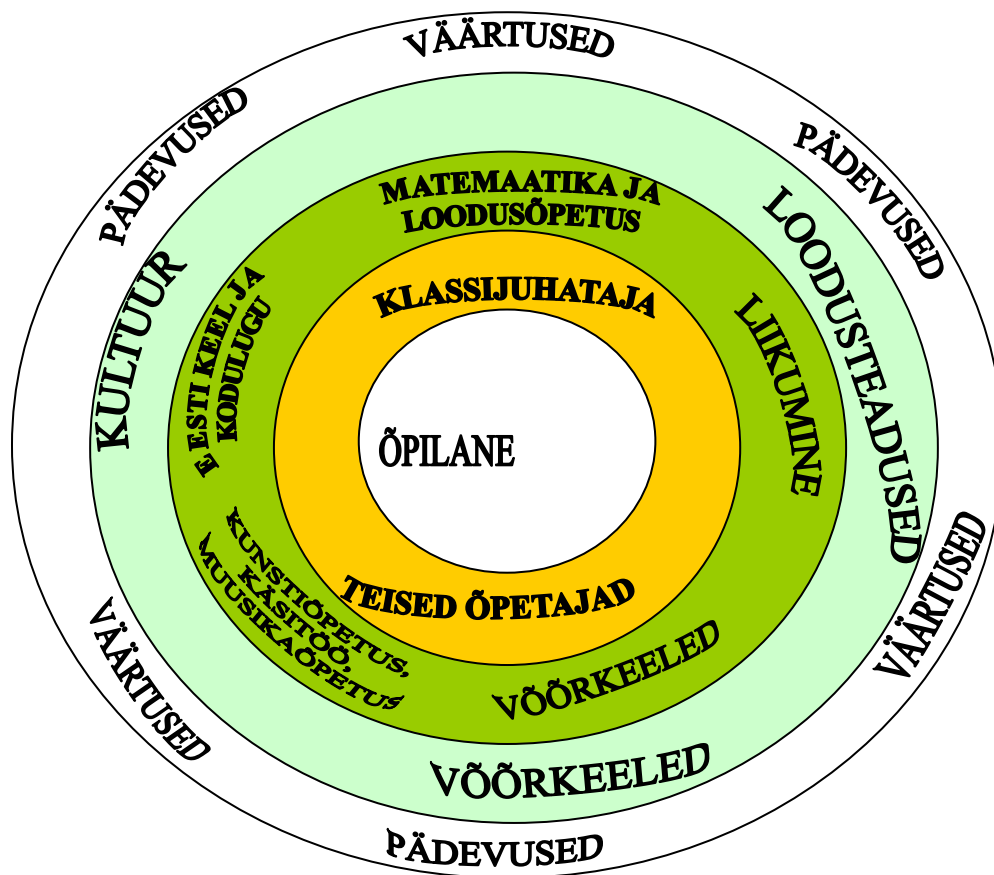 VÄÄRTUSED
PÄDEVUSED
PÄDEVUSED
MATEMAATIKA JA
LOODUSÕPETUS
LOODUSTEADUSED
KULTUUR
E ESTI KEEL JA
KODULUGU
KLASSIJUHATAJA
LIIKUMINE
ÕPILANE
KUNSTIÕPETUS,
KÄSITÖÖ,
MUUSIKAÕPETUS
TEISED ÕPETAJAD
VÄÄRTUSED
VÄÄRTUSED
VÕÕRKEELED
VÕÕRKEELED
PÄDEVUSED